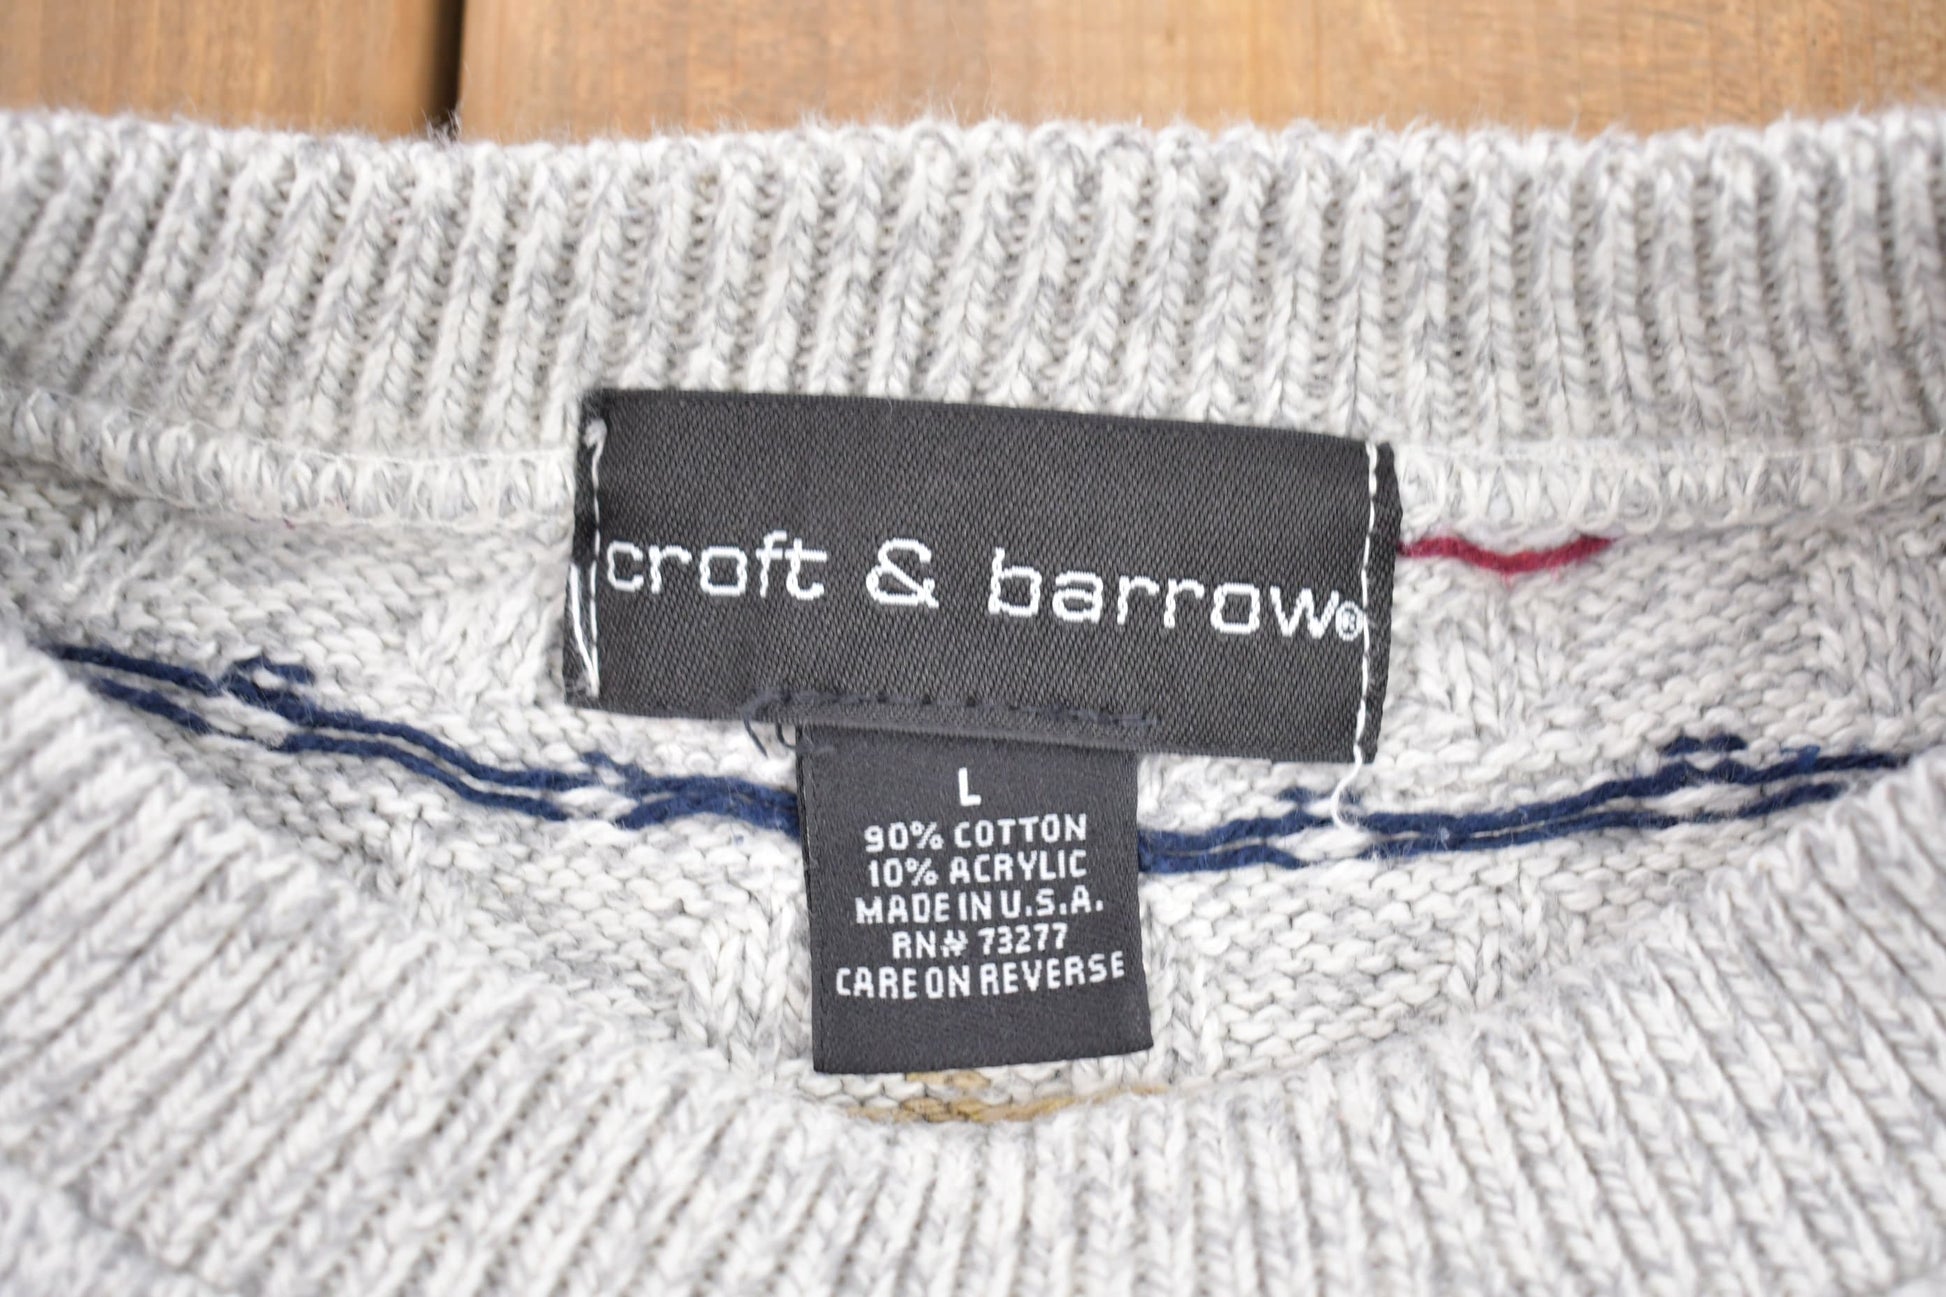 croft & barrow®
L
90% COTTON
10% ACRYLIC
MADE IN U.S.A.
RN# 73277
CARE ON REVERSE